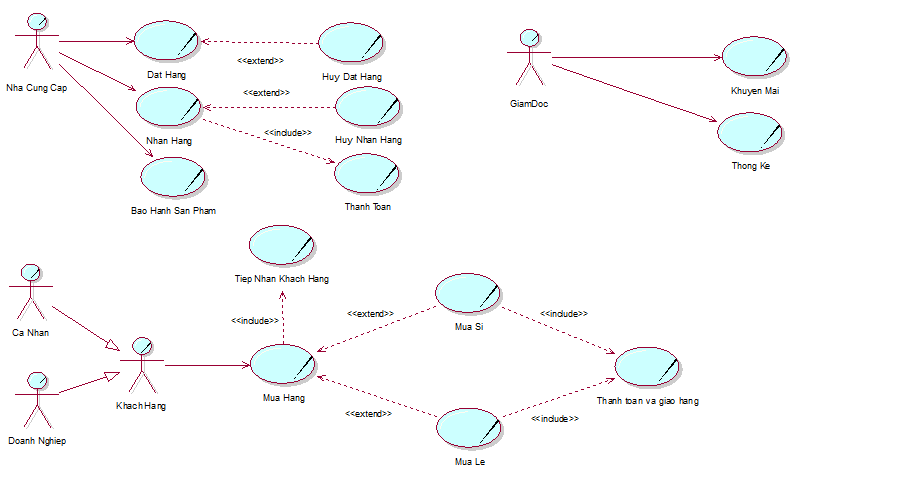 Nha Cung Cap
Dat Hang
<<extend>>
Huy Dat Hang
<<extend>>
Nhan Hang
Huy Nhan Hang
<<include>>
Bao Hanh San Pham
Thanh Toan
GiamDoc
Khuyen Mai
Thong Ke
Tiep Nhan Khach Hang
<<include>>
Ca Nhan
Doanh Nghiep
KhachHang
Mua Hang
<<extend>>
Mua Si
<<include>>
<<extend>>
Mua Le
<<include>>
Thanh toan va giao hang